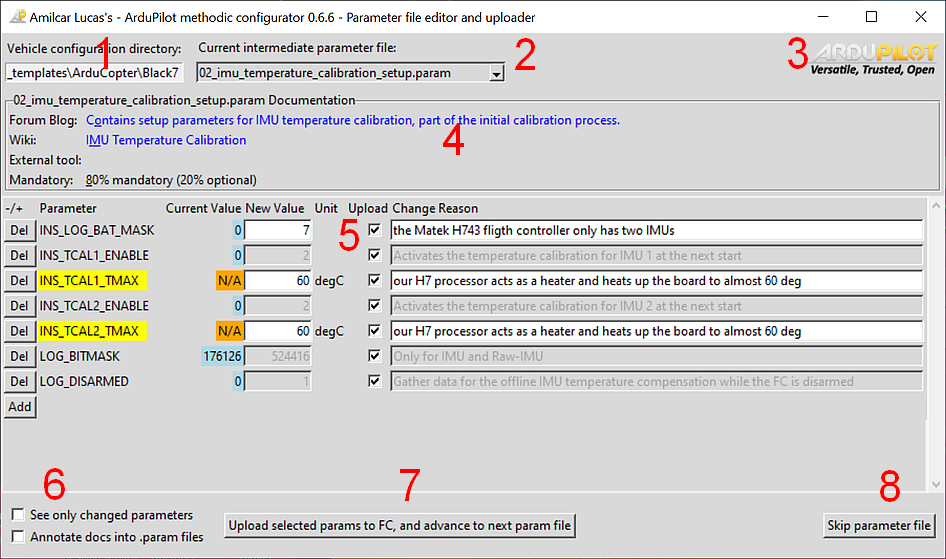 Amilcar Lucas's - ArduPilot methodic configurator 0.6.6 - Parameter file editor and uploader
Vehicle configuration directory: Current intermediate parameter file:
1 2 3 ARDUPILOT
_templates\ArduCopter\Black7 02_imu_temperature_calibration_setup.param Versatile, Trusted, Open
02_imu_temperature_calibration_setup.param Documentation
Forum Blog: Contains setup parameters for IMU temperature calibration, part of the initial calibration process.
Wiki: IMU Temperature Calibration 4
External tool:
Mandatory: 80% mandatory (20% optional)
-/+ Parameter Current Value New Value Unit Upload Change Reason
Del INS_LOG_BAT_MASK 0 7 5 the Matek H743 fligth controller only has two IMUs
Del INS_TCAL1_ENABLE 0 2 Activates the temperature calibration for IMU 1 at the next start
Del INS_TCAL1_TMAX N/A 60 degC our H7 processor acts as a heater and heats up the board to almost 60 deg
Del INS_TCAL2_ENABLE 0 2 Activates the temperature calibration for IMU 2 at the next start
Del INS_TCAL2_TMAX N/A 60 degC our H7 processor acts as a heater and heats up the board to almost 60 deg
Del LOG_BITMASK 176126 524416 Only for IMU and Raw-IMU
Del LOG_DISARMED 0 1 Gather data for the offline IMU temperature compensation while the FC is disarmed
Add
6 7 8
See only changed parameters
Upload selected params to FC, and advance to next param file Skip parameter file
Annotate docs into .param files